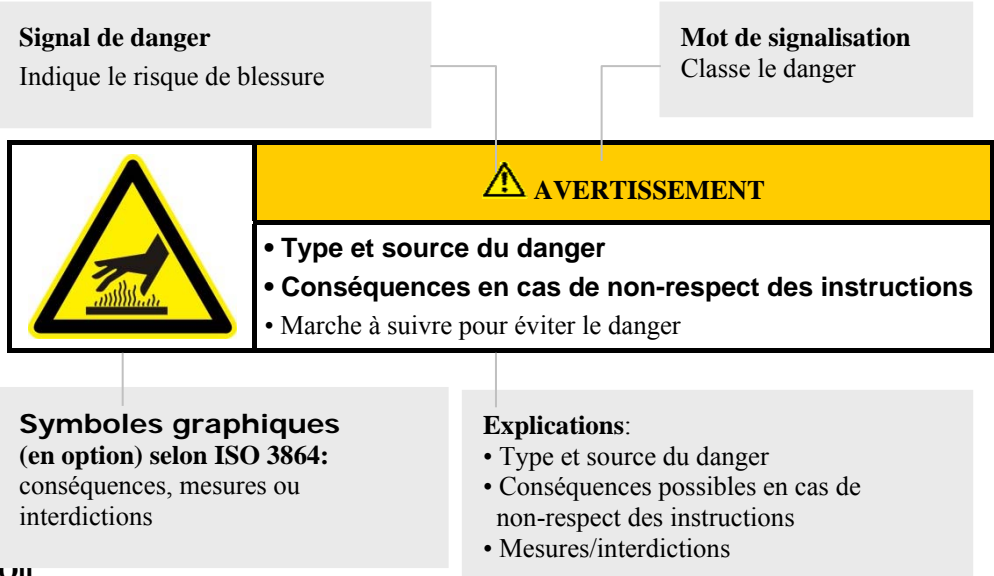 Signal de danger
Indique le risque de blessure
Mot de signalisation
Classe le danger
AVERTISSEMENT
• Type et source du danger
• Conséquences en cas de non-respect des instructions
• Marche à suivre pour éviter le danger
Symboles graphiques
(en option) selon ISO 3864:
conséquences, mesures ou
interdictions
Explications:
• Type et source du danger
• Conséquences possibles en cas de
non-respect des instructions
• Mesures/interdictions